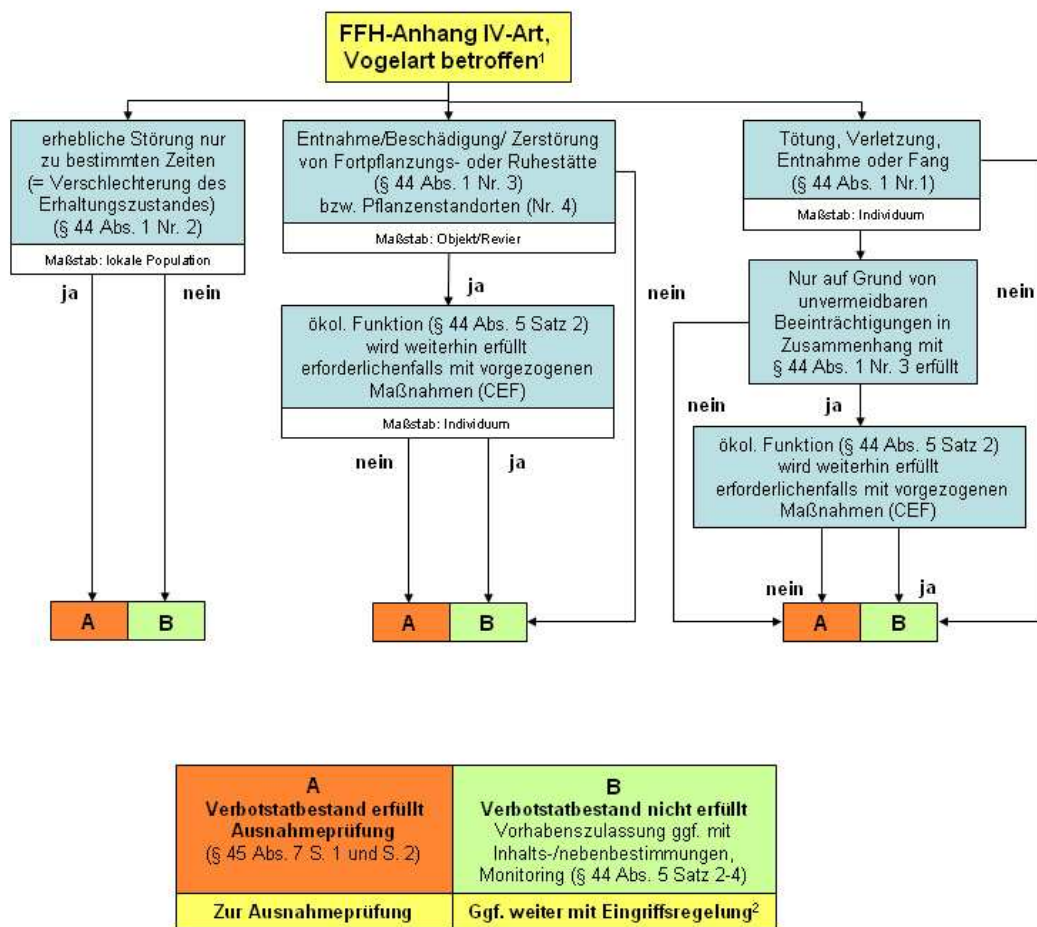 FFH-Anhang IV-Art,
Vogelart betroffen¹
erhebliche Störung nur
zu bestimmten Zeiten
(= Verschlechterung des
Erhaltungszustandes)
(§ 44 Abs. 1 Nr. 2)
Maßstab: lokale Population
ja
nein
A
B
Entnahme/Beschädigung/ Zerstörung
von Fortpflanzungs- oder Ruhestätte
(§ 44 Abs. 1 Nr. 3)
bzw. Pflanzenstandorten (Nr. 4)
Maßstab: Objekt/Revier
ja
nein
ökol. Funktion (§ 44 Abs. 5 Satz 2)
wird weiterhin erfüllt
erforderlichenfalls mit vorgezogenen
Maßnahmen (CEF)
Maßstab: Individuum
nein
ja
A
B
Tötung, Verletzung,
Entnahme oder Fang
(§ 44 Abs. 1 Nr.1)
Maßstab: Individuum
nein
Nur auf Grund von
unvermeidbaren
Beeinträchtigungen in
Zusammenhang mit
§ 44 Abs. 1 Nr. 3 erfüllt
nein
ja
ökol. Funktion (§ 44 Abs. 5 Satz 2)
wird weiterhin erfüllt
erforderlichenfalls mit vorgezogenen
Maßnahmen (CEF)
nein
ja
A
B
A
Verbotstatbestand erfüllt
Ausnahmeprüfung
(§ 45 Abs. 7 S. 1 und S. 2)
Zur Ausnahmeprüfung
B
Verbotstatbestand nicht erfüllt
Vorhabenszulassung ggf. mit
Inhalts-/nebenbestimmungen,
Monitoring (§ 44 Abs. 5 Satz 2-4)
Ggf. weiter mit Eingriffsregelung²